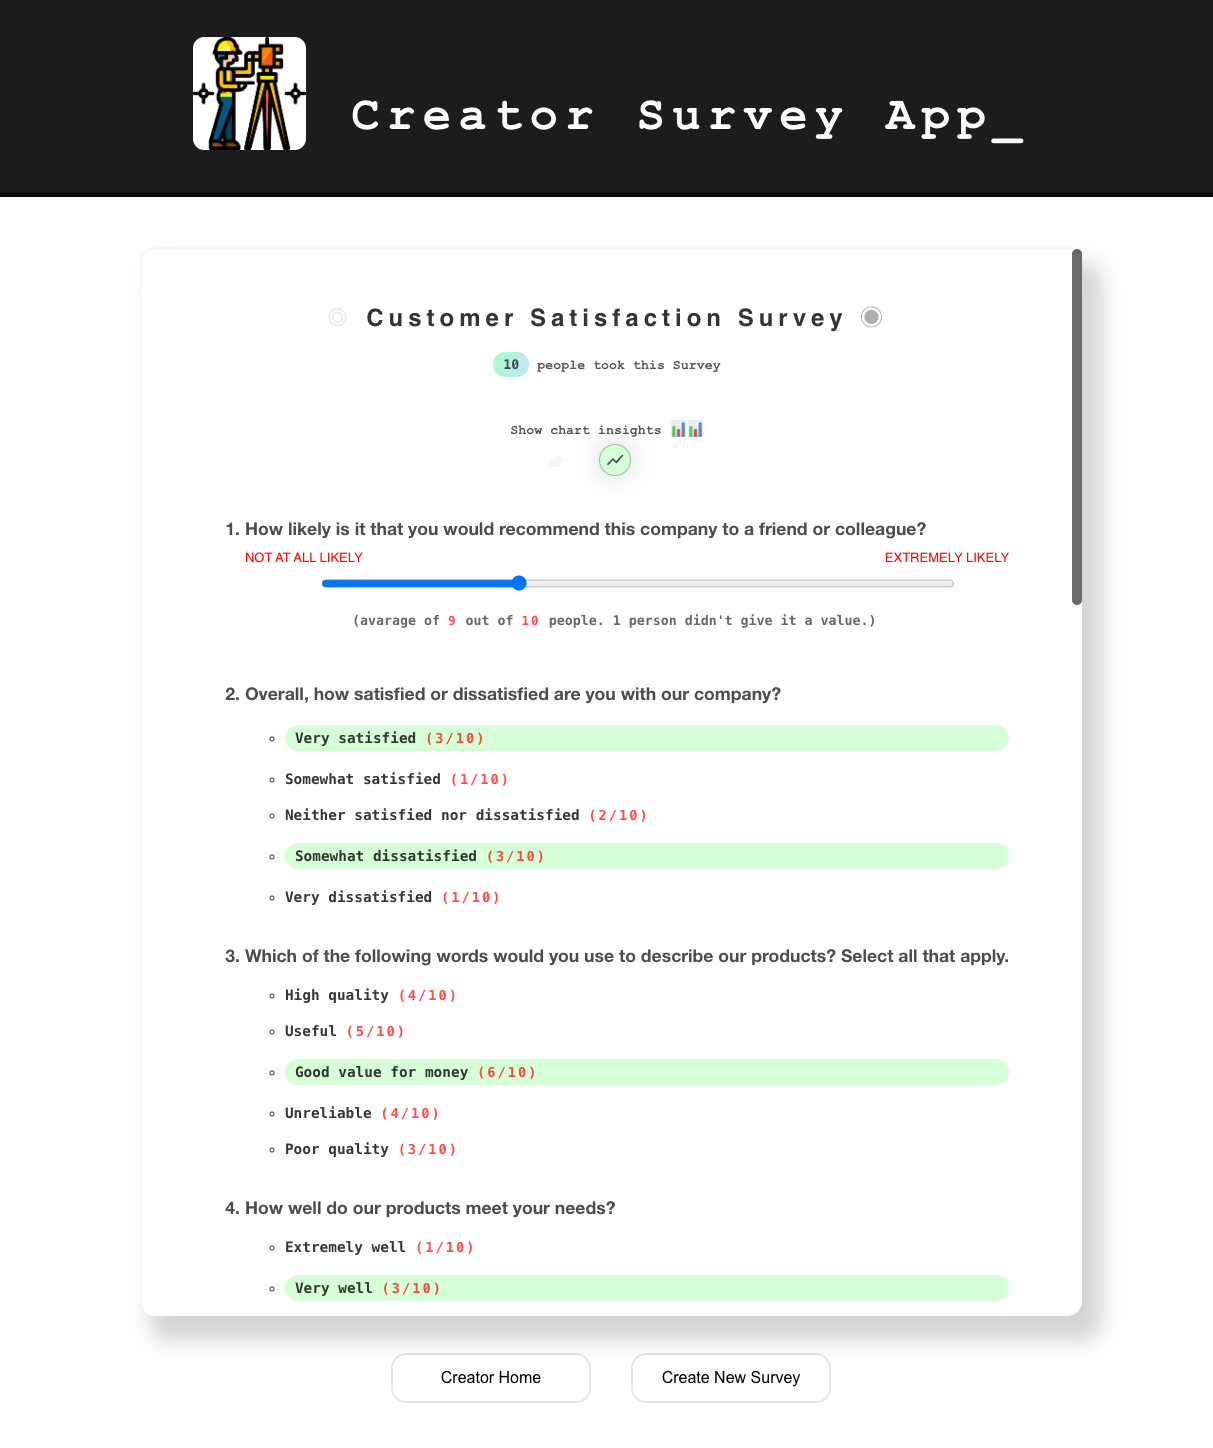 Creator Survey App_
Customer Satisfaction Survey
10 people took this Survey
Show chart insights
1. How likely is it that you would recommend this company to a friend or colleague?
NOT AT ALL LIKELY EXTREMELY LIKELY
(avarage of 9 out of 10 people. 1 person didn't give it a value.)
2. Overall, how satisfied or dissatisfied are you with our company?
Very satisfied (3/10)
Somewhat satisfied (1/10)
Neither satisfied nor dissatisfied (2/10)
Somewhat dissatisfied (3/10)
Very dissatisfied (1/10)
3. Which of the following words would you use to describe our products? Select all that apply.
High quality (4/10)
Useful (5/10)
Good value for money (6/10)
Unreliable (4/10)
Poor quality (3/10)
4. How well do our products meet your needs?
Extremely well (1/10)
Very well (3/10)
Creator Home
Create New Survey